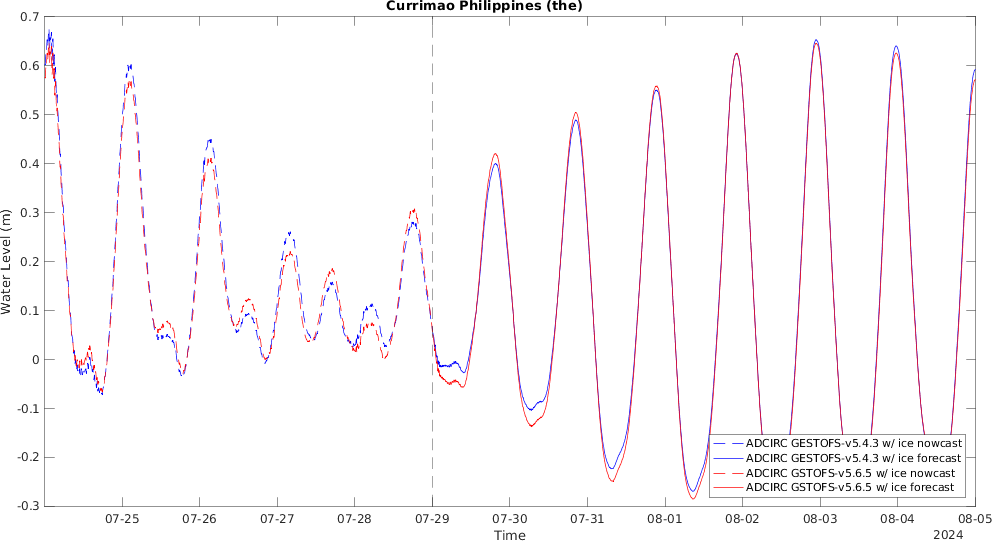 Currimao Philippines (the)
Water Level (m)
0.7
0.6
0.5
0.4
0.3
0.2
0.1
0
-0.1
-0.2
-0.3
ADCIRC GESTOFS-v5.4.3 w/ ice nowcast
ADCIRC GESTOFS-v5.4.3 w/ ice forecast
ADCIRC GSTOFS-v5.6.5 w/ ice nowcast
ADCIRC GSTOFS-v5.6.5 w/ ice forecast
07-25 07-26 07-27 07-28 07-29 07-30 07-31 08-01 08-02 08-03 08-04 08-05
Time
2024